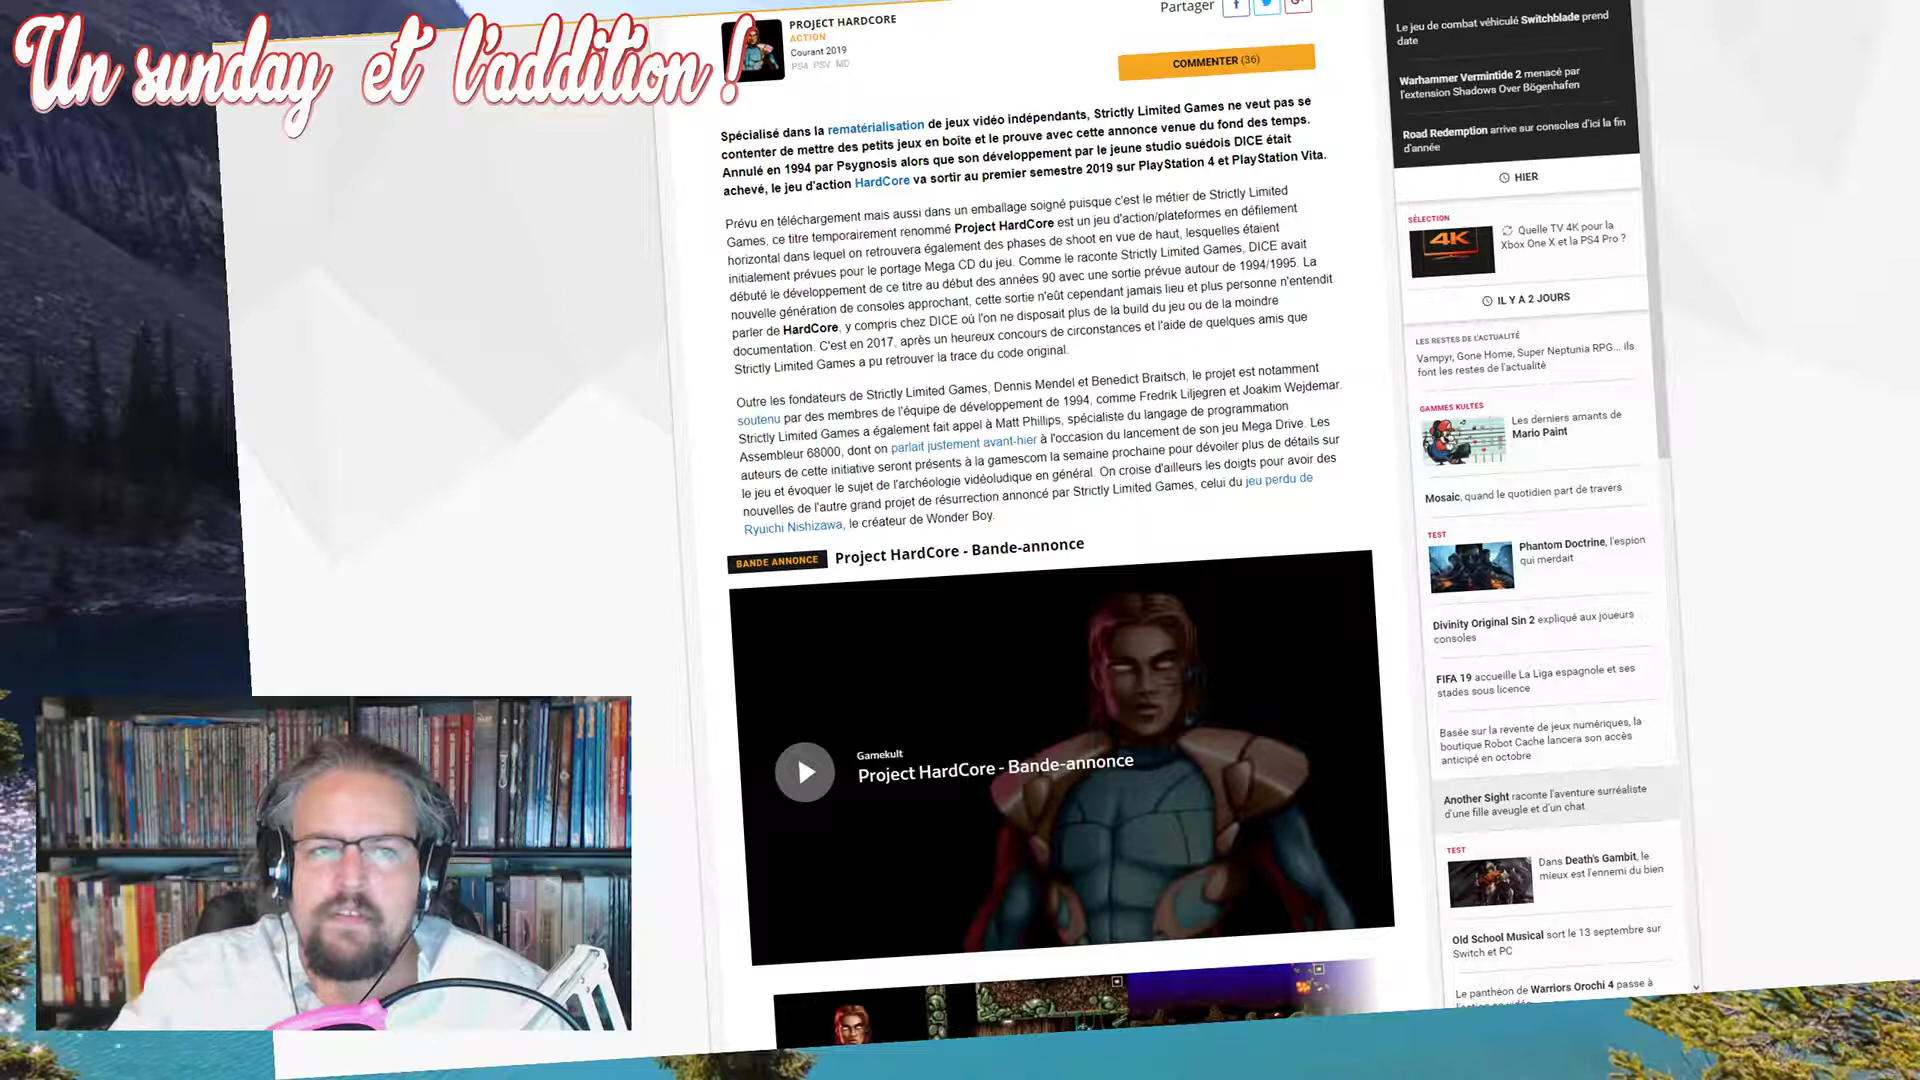 Un sunday et l'addition !
PROJECT HARDCORE
ACTION
Courant 2019
PS4 PSV MD
Partager
COMMENTER (36)
Spécialisé dans la rematérialisation de jeux vidéo indépendants, Strictly Limited Games ne veut pas se
contenter de mettre des petits jeux en boîte et le prouve avec cette annonce venue du fond des temps.
Annulé en 1994 par Psygnosis alors que son développement par le jeune studio suédois DICE était
achevé, le jeu d'action HardCore va sortir au premier semestre 2019 sur PlayStation 4 et PlayStation Vita.
Prévu en téléchargement mais aussi dans un emballage soigné puisque c'est le métier de Strictly Limited
Games, ce titre temporairement renommé Project HardCore est un jeu d'action/plateformes en défilement
horizontal dans lequel on retrouvera également des phases de shoot en vue de haut, lesquelles étaient
initialement prévues pour le portage Mega CD du jeu. Comme le raconte Strictly Limited Games, DICE avait
débuté le développement de ce titre au début des années 90 avec une sortie prévue autour de 1994/1995. La
nouvelle génération de consoles approchant, cette sortie n'eût cependant jamais lieu et plus personne n'entendit
parler de HardCore, y compris chez DICE où l'on ne disposait plus de la build du jeu ou de la moindre
documentation. C'est en 2017, après un heureux concours de circonstances et l'aide de quelques amis que
Strictly Limited Games a pu retrouver la trace du code original.
Outre les fondateurs de Strictly Limited Games, Dennis Mendel et Benedict Braitsch, le projet est notamment
soutenu par des membres de l'équipe de développement de 1994, comme Fredrik Liljegren et Joakim Wejdemar.
Strictly Limited Games a également fait appel à Matt Phillips, spécialiste du langage de programmation
Assembleur 68000, dont on parlait justement avant-hier à l'occasion du lancement de son jeu Mega Drive. Les
auteurs de cette initiative seront présents à la gamescom la semaine prochaine pour dévoiler plus de détails sur
le jeu et évoquer le sujet de l'archéologie vidéoludique en général. On croise d'ailleurs les doigts pour avoir des
nouvelles de l'autre grand projet de résurrection annoncé par Strictly Limited Games, celui du jeu perdu de
Ryuichi Nishizawa, le créateur de Wonder Boy.
BANDE ANNONCE Project HardCore - Bande-annonce
Gamekult
Project HardCore - Bande-annonce
Le jeu de combat véhiculé Switchblade prend
date
Warhammer Vermintide 2 menacé par
l'extension Shadows Over Bögenhafen
Road Redemption arrive sur consoles d'ici la fin
d'année
HIER
SÉLECTION
4K
Quelle TV 4K pour la
Xbox One X et la PS4 Pro ?
IL Y A 2 JOURS
LES RESTES DE L'ACTUALITÉ
Vampyr, Gone Home, Super Neptunia RPG... ils
font les restes de l'actualité
GAMMES KULTES
Les derniers amants de
Mario Paint
Mosaic, quand le quotidien part de travers
TEST
Phantom Doctrine, l'espion
qui merdait
Divinity Original Sin 2 expliqué aux joueurs
consoles
FIFA 19 accueille La Liga espagnole et ses
stades sous licence
Basée sur la revente de jeux numériques, la
boutique Robot Cache lancera son accès
anticipé en octobre
Another Sight raconte l'aventure surréaliste
d'une fille aveugle et d'un chat
TEST
Dans Death's Gambit, le
mieux est l'ennemi du bien
Old School Musical sort le 13 septembre sur
Switch et PC
Le panthéon de Warriors Orochi 4 passe à